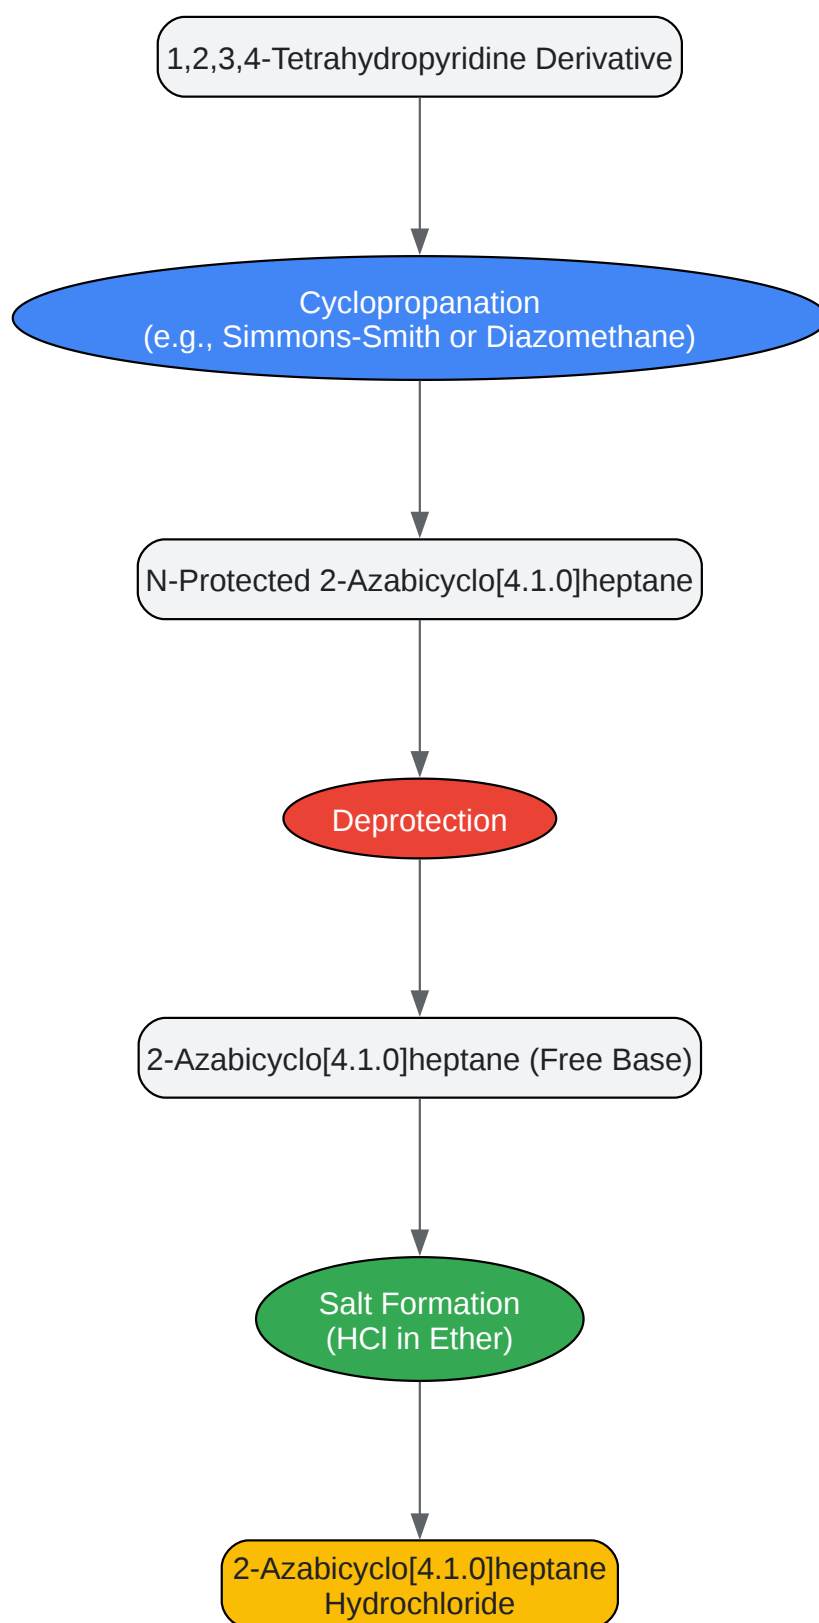 1,2,3,4-Tetrahydropyridine Derivative
Cyclopropanation
(e.g., Simmons-Smith or Diazomethane)
N-Protected 2-Azabicyclo[4.1.0]heptane
Deprotection
2-Azabicyclo[4.1.0]heptane (Free Base)
Salt Formation
(HCl in Ether)
2-Azabicyclo[4.1.0]heptane
Hydrochloride